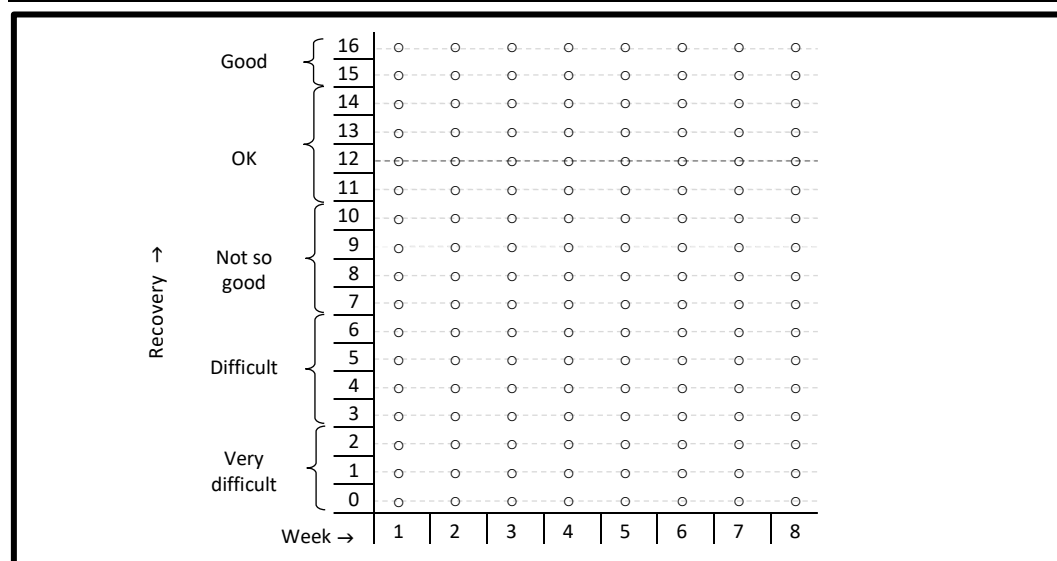 Good
16
15
14
13
OK
12
11
10
9
Not so
good
8
7
Recovery →
6
5
Difficult
4
3
2
Very
difficult
1
0
Week → 1 2 3 4 5 6 7 8